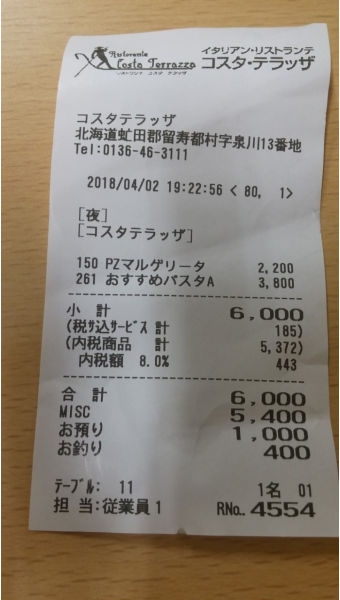 Ristorante
Costa Terrazza
リストランテ コスタ テラッザ
イタリアン・リストランテ
コスタ・テラッザ
コスタテラッザ
北海道虻田郡留寿都村字泉川13番地
Tel:0136-46-3111
2018/04/02 19:22:56 < 80, 1>
[夜]
[コスタテラッザ]
150 PZマルゲリータ 2,200
261 おすすめパスタA 3,800
小 計 6,000
(税サ込サービス 計 185)
(内税商品 計 5,372)
内税額 8.0% 443
合 計 6,000
MISC 5,400
お預り 1,000
お釣り 400
テーブル: 11 1名 01
担 当:従業員1 RNo.. 4554